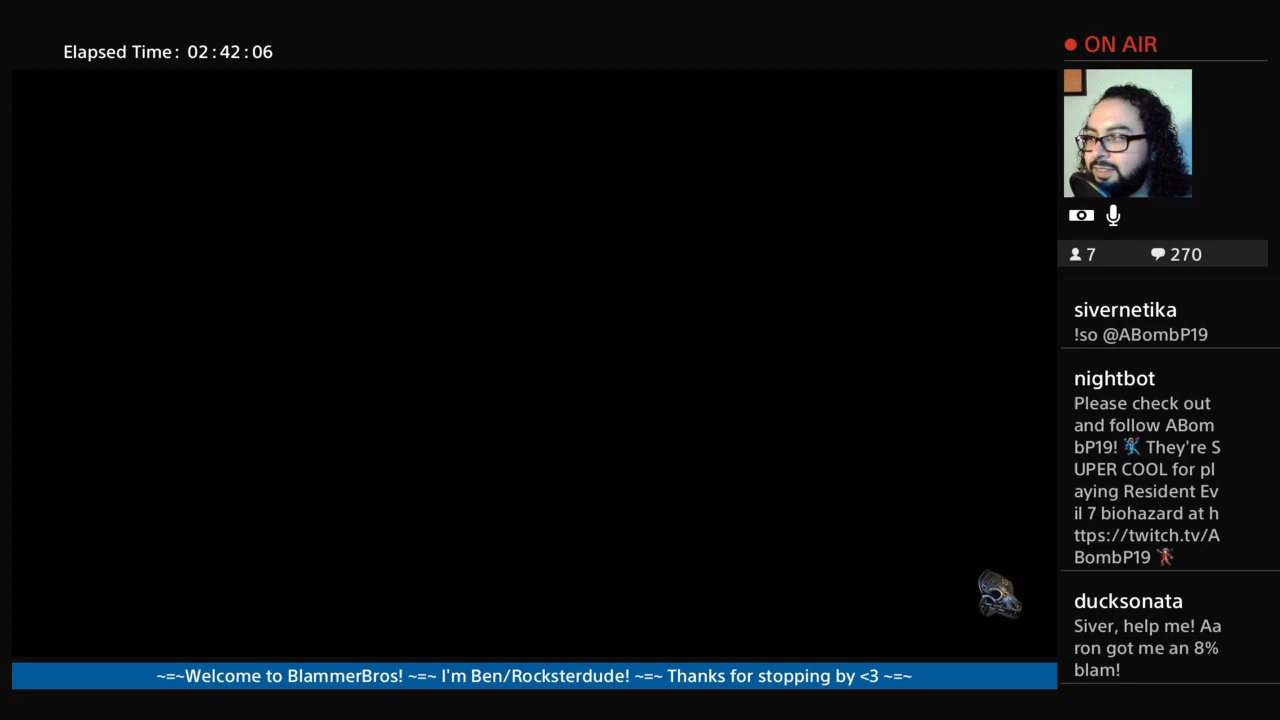 Elapsed Time: 02:42:06
ON AIR
7 270
sivernetika
!so @ABombP19
nightbot
Please check out
and follow ABom
bP19! They're S
UPER COOL for pl
aying Resident Ev
il 7 biohazard at h
ttps://twitch.tv/A
BombP19
ducksonata
Siver, help me! Aa
ron got me an 8%
blam!
~=~Welcome to BlammerBros! ~=~ I'm Ben/Rocksterdude! ~=~ Thanks for stopping by <3 ~=~